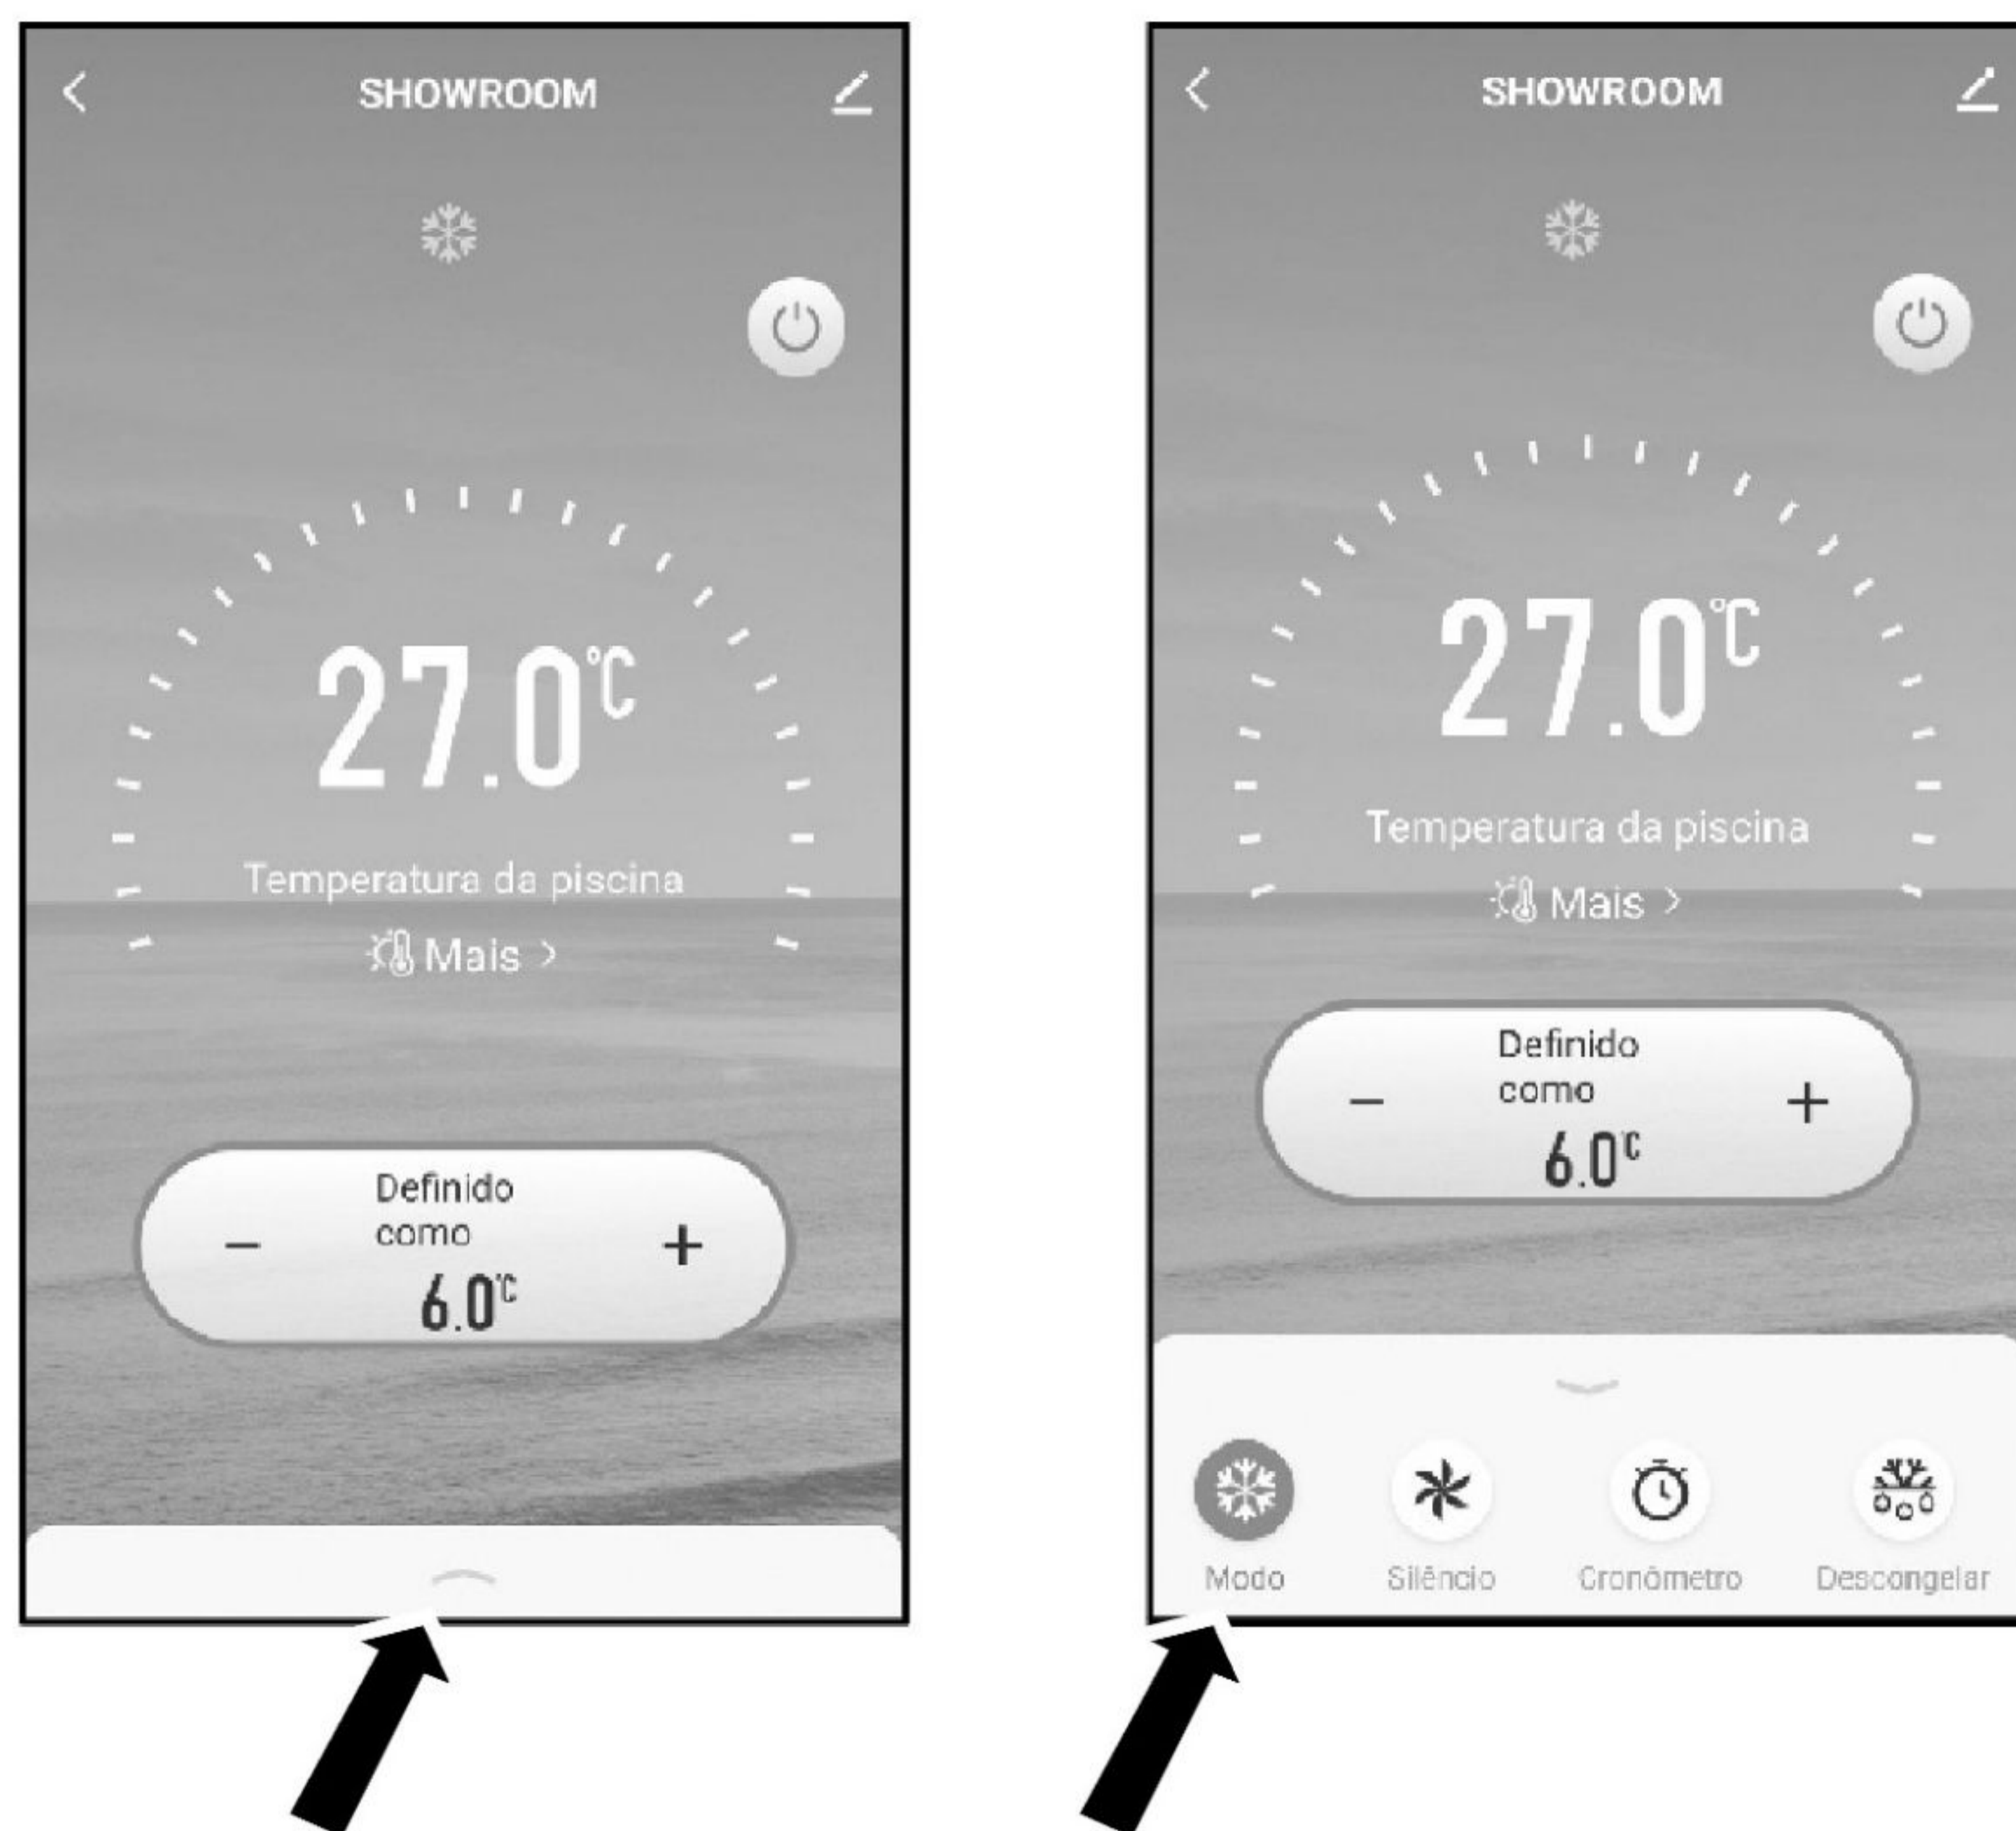 SHOWROOM
27.0℃
Temperatura da piscina
Mais >
Definido
como
- +
6.0℃
SHOWROOM
27.0℃
Temperatura da piscina
Mais >
Definido
como
- +
6.0℃
Modo Silêncio Cronômetro Descongelar